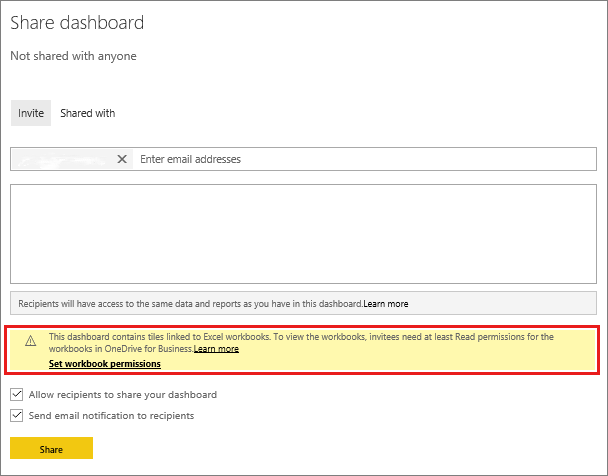 Share dashboard
Not shared with anyone
Invite Shared with
Enter email addresses
Recipients will have access to the same data and reports as you have in this dashboard.Learn more
This dashboard contains tiles linked to Excel workbooks. To view the workbooks, invitees need at least Read permissions for the
workbooks in OneDrive for Business.Learn more
Set workbook permissions
Allow recipients to share your dashboard
Send email notification to recipients
Share